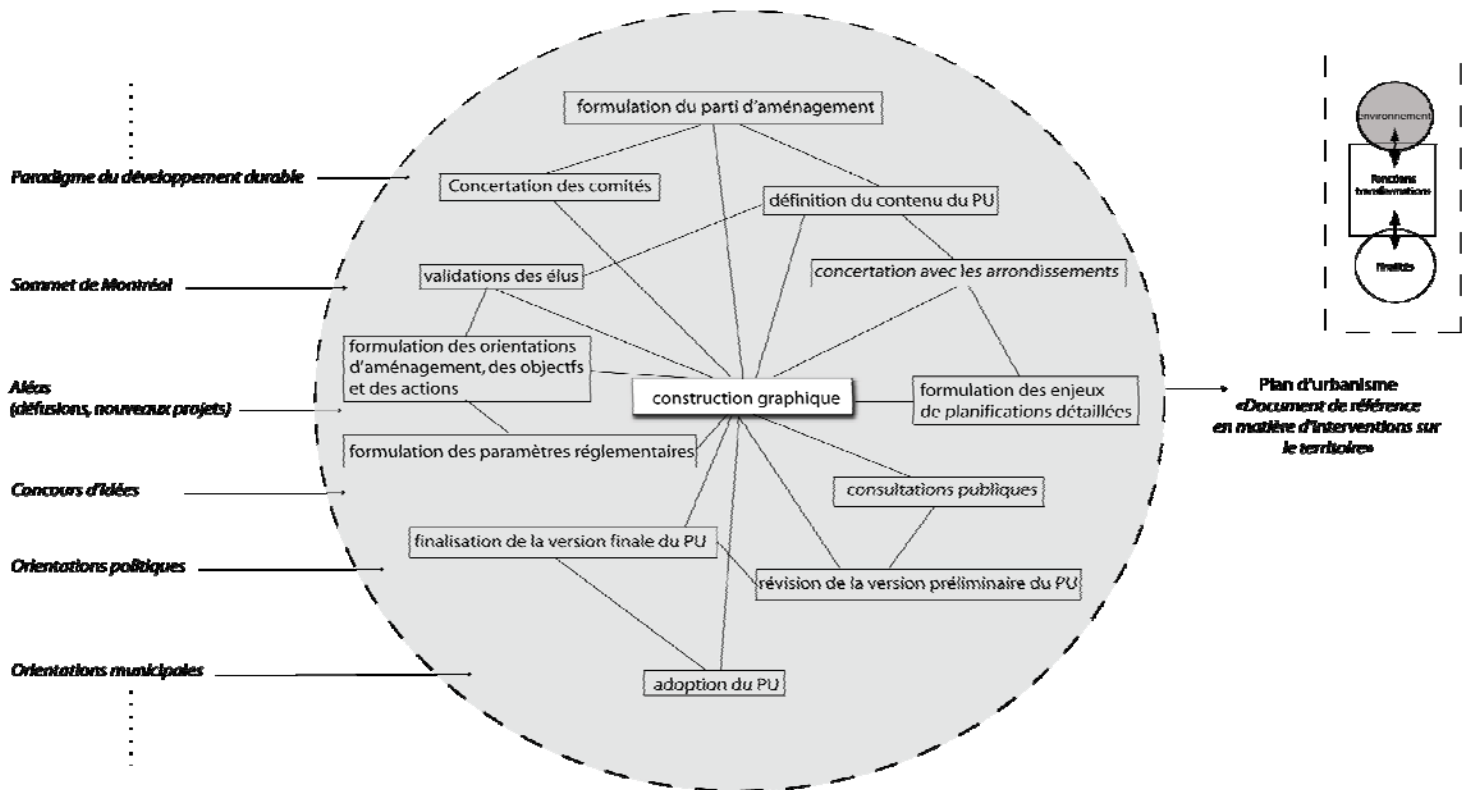 Paradigme du développement durable
Sommet de Montréal
Aléas
(défusions, nouveaux projets)
Concours d'idées
Orientations politiques
Orientations municipales
formulation du parti d'aménagement
Concertation des comités
définition du contenu du PU
validations des élus
concertation avec les arrondissements
formulation des orientations
d'aménagement, des objectfs
et des actions
construction graphique
formulation des enjeux
de planifications détaillées
formulation des paramètres réglementaires
consultations publiques
finalisation de la version finale du PU
révision de la version préliminaire du PU
adoption du PU
environnement
Fonctions
transformations
Finalités
Plan d'urbanisme
«Document de référence
en matière d'interventions sur
le territoire»